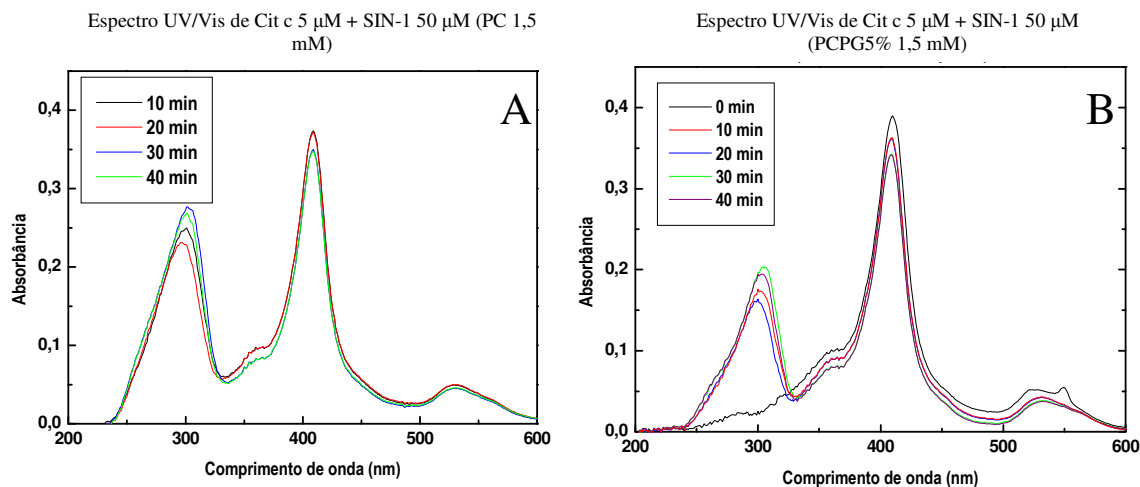 Espectro UV/Vis de Cit c 5 μM + SIN-1 50 μM (PC 1,5
mM)
A
10 min
20 min
30 min
40 min
0,4
0,3
0,2
0,1
0,0
Absorbância
200
300
400
500
600
Comprimento de onda (nm)
Espectro UV/Vis de Cit c 5 μM + SIN-1 50 μM
(PCPG5% 1,5 mM)
B
0 min
10 min
20 min
30 min
40 min
0,4
0,3
0,2
0,1
0,0
Absorbância
200
300
400
500
600
Comprimento de onda (nm)